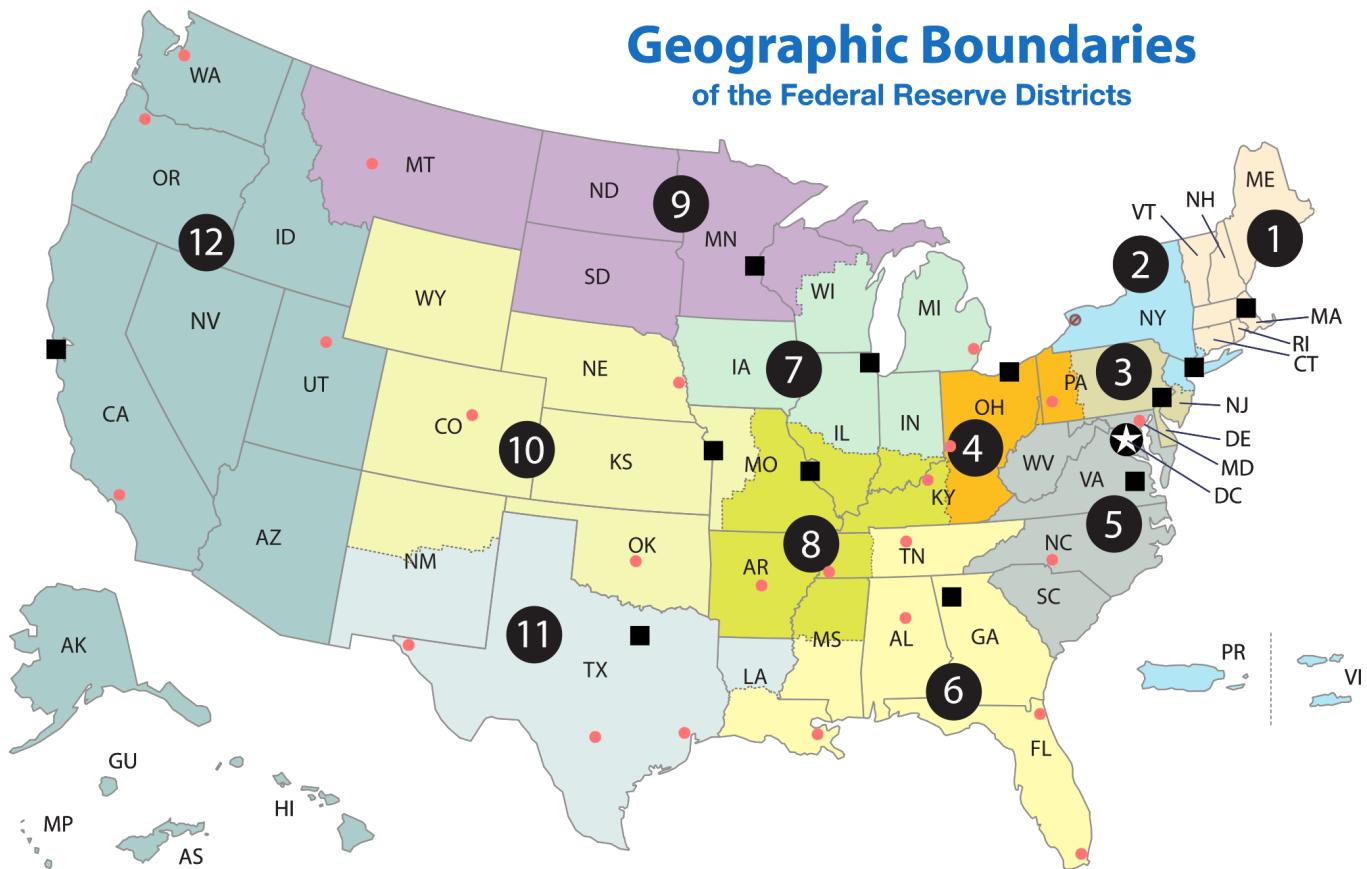 Geographic Boundaries
of the Federal Reserve Districts
WA
MT
ND
ME
OR
9
NH
VT
1
12
ID
MN
2
SD
WY
WI
MI
NY
MA
NV
RI
CT
IA
7
NE
3
PA
UT
NJ
CA
OH
CO
IN
IL
DE
10
4
KS
MO
WV
MD
VA
KY
DC
5
AZ
OK
8
NC
TN
NM
AR
SC
11
MS
AL
GA
AK
TX
LA
PR
VI
6
FL
GU
HI
MP
AS